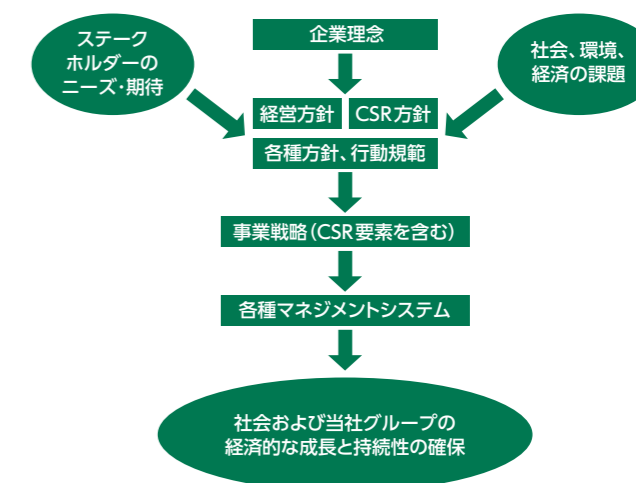 ステーク
ホルダーの
ニーズ・期待
企業理念
社会、環境、
経済の課題
経営方針
CSR方針
各種方針、行動規範
事業戦略（CSR要素を含む）
各種マネジメントシステム
社会および当社グループの
経済的な成長と持続性の確保